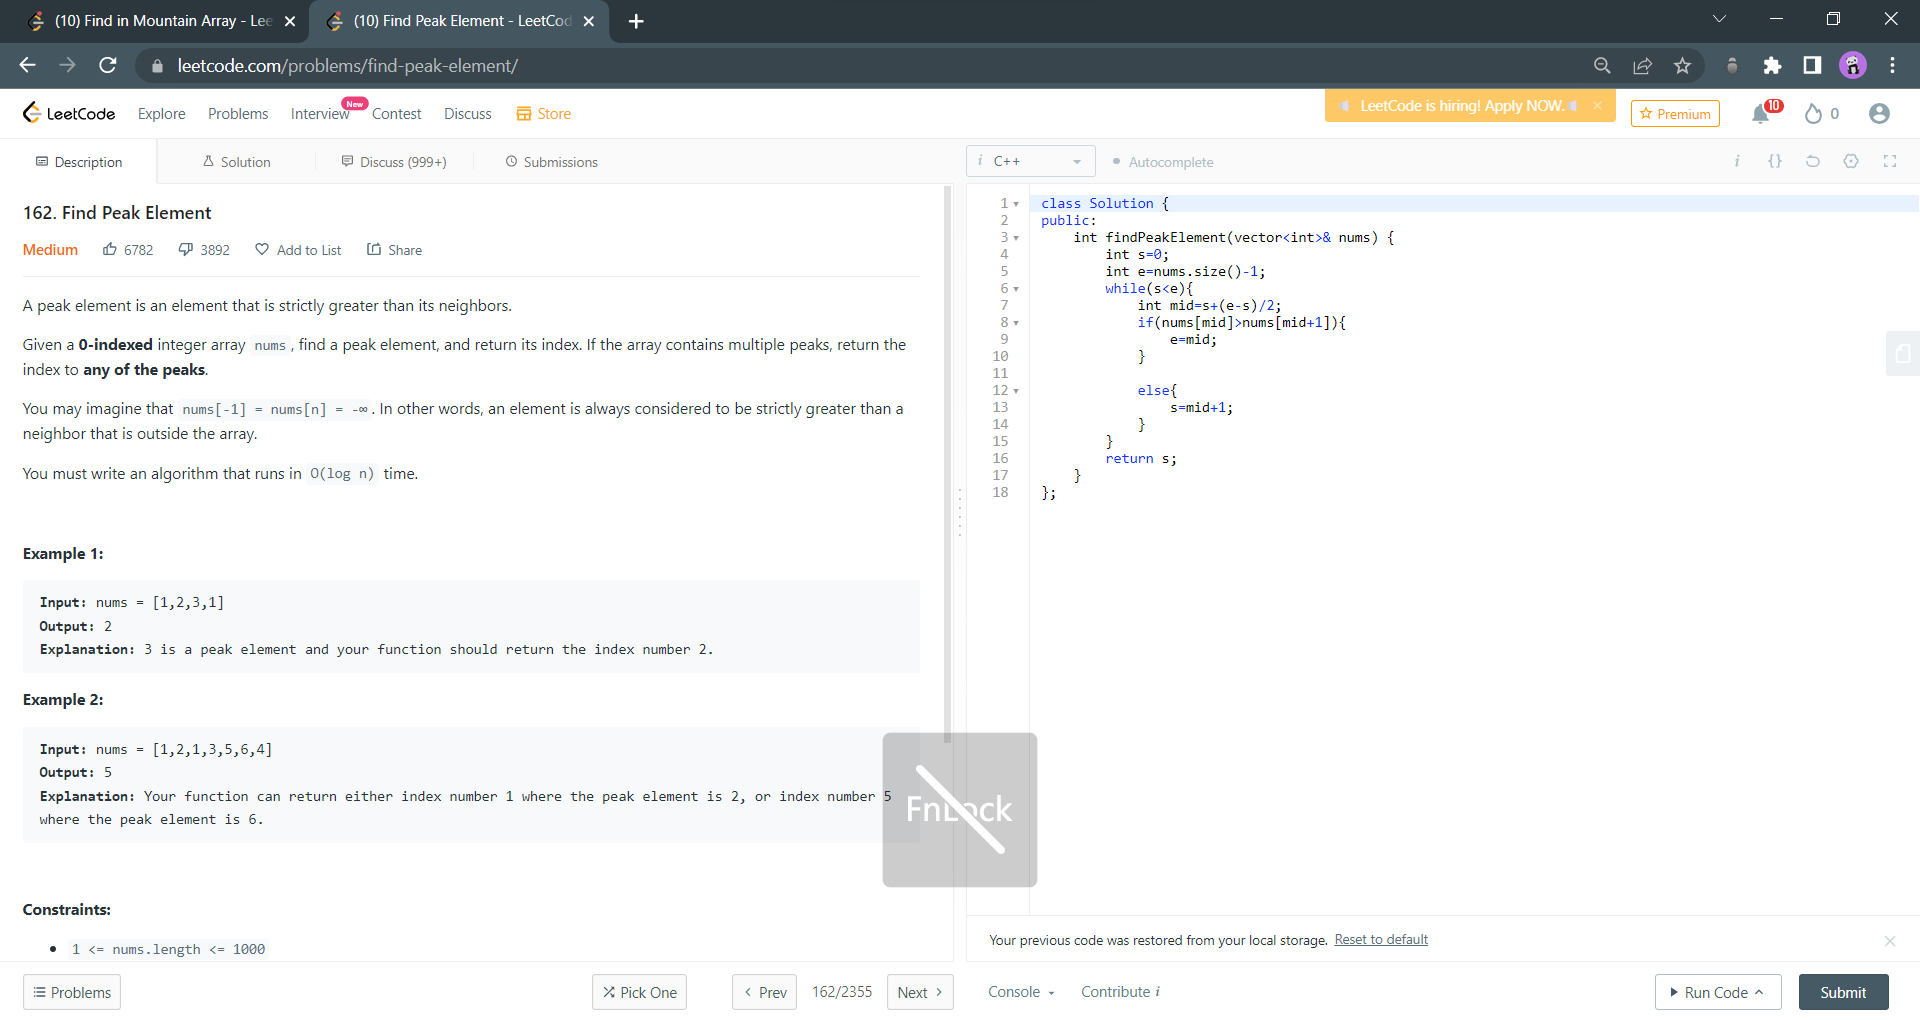 (10) Find in Mountain Array - Lee
(10) Find Peak Element - LeetCod
leetcode.com/problems/find-peak-element/
LeetCode Explore Problems Interview New Contest Discuss Store
LeetCode is hiring! Apply NOW.
Premium 10 0
Description Solution Discuss (999+) Submissions
i C++ Autocomplete i {}
162. Find Peak Element
Medium 6782 3892 Add to List Share
A peak element is an element that is strictly greater than its neighbors.
Given a 0-indexed integer array nums , find a peak element, and return its index. If the array contains multiple peaks, return the
index to any of the peaks.
You may imagine that nums[-1] = nums[n] = -∞ . In other words, an element is always considered to be strictly greater than a
neighbor that is outside the array.
You must write an algorithm that runs in O(log n) time.
Example 1:
Input: nums = [1,2,3,1]
Output: 2
Explanation: 3 is a peak element and your function should return the index number 2.
Example 2:
Input: nums = [1,2,1,3,5,6,4]
Output: 5
Explanation: Your function can return either index number 1 where the peak element is 2, or index number 5
where the peak element is 6.
Constraints:
• 1 <= nums.length <= 1000
1 class Solution {
2 public:
3 int findPeakElement(vector<int>& nums) {
4 int s=0;
5 int e=nums.size()-1;
6 while(s<e){
7 int mid=s+(e-s)/2;
8 if(nums[mid]>nums[mid+1]){
9 e=mid;
10 }
11
12 else{
13 s=mid+1;
14 }
15 }
16 return s;
17 }
18 };
FnLock
Your previous code was restored from your local storage. Reset to default
Problems Pick One < Prev 162/2355 Next > Console Contribute i Run Code Submit